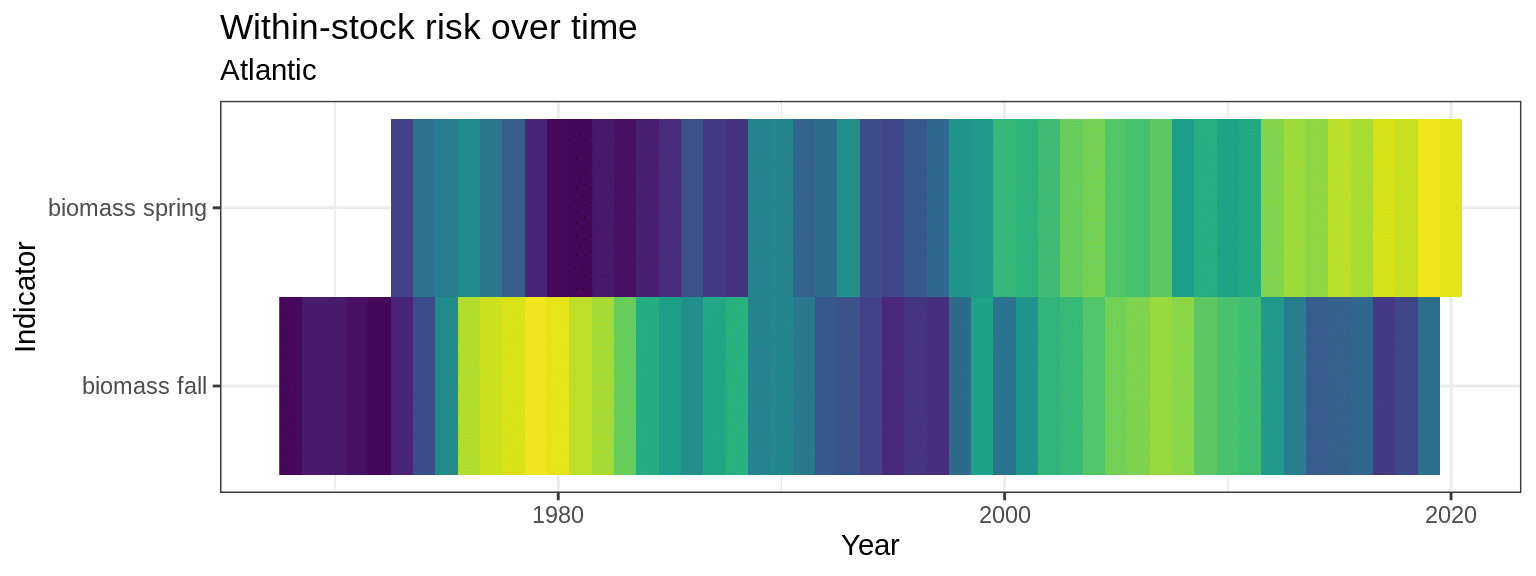 Within-stock risk over time
Atlantic
biomass spring
biomass fall
Indicator
1980
2000
2020
Year